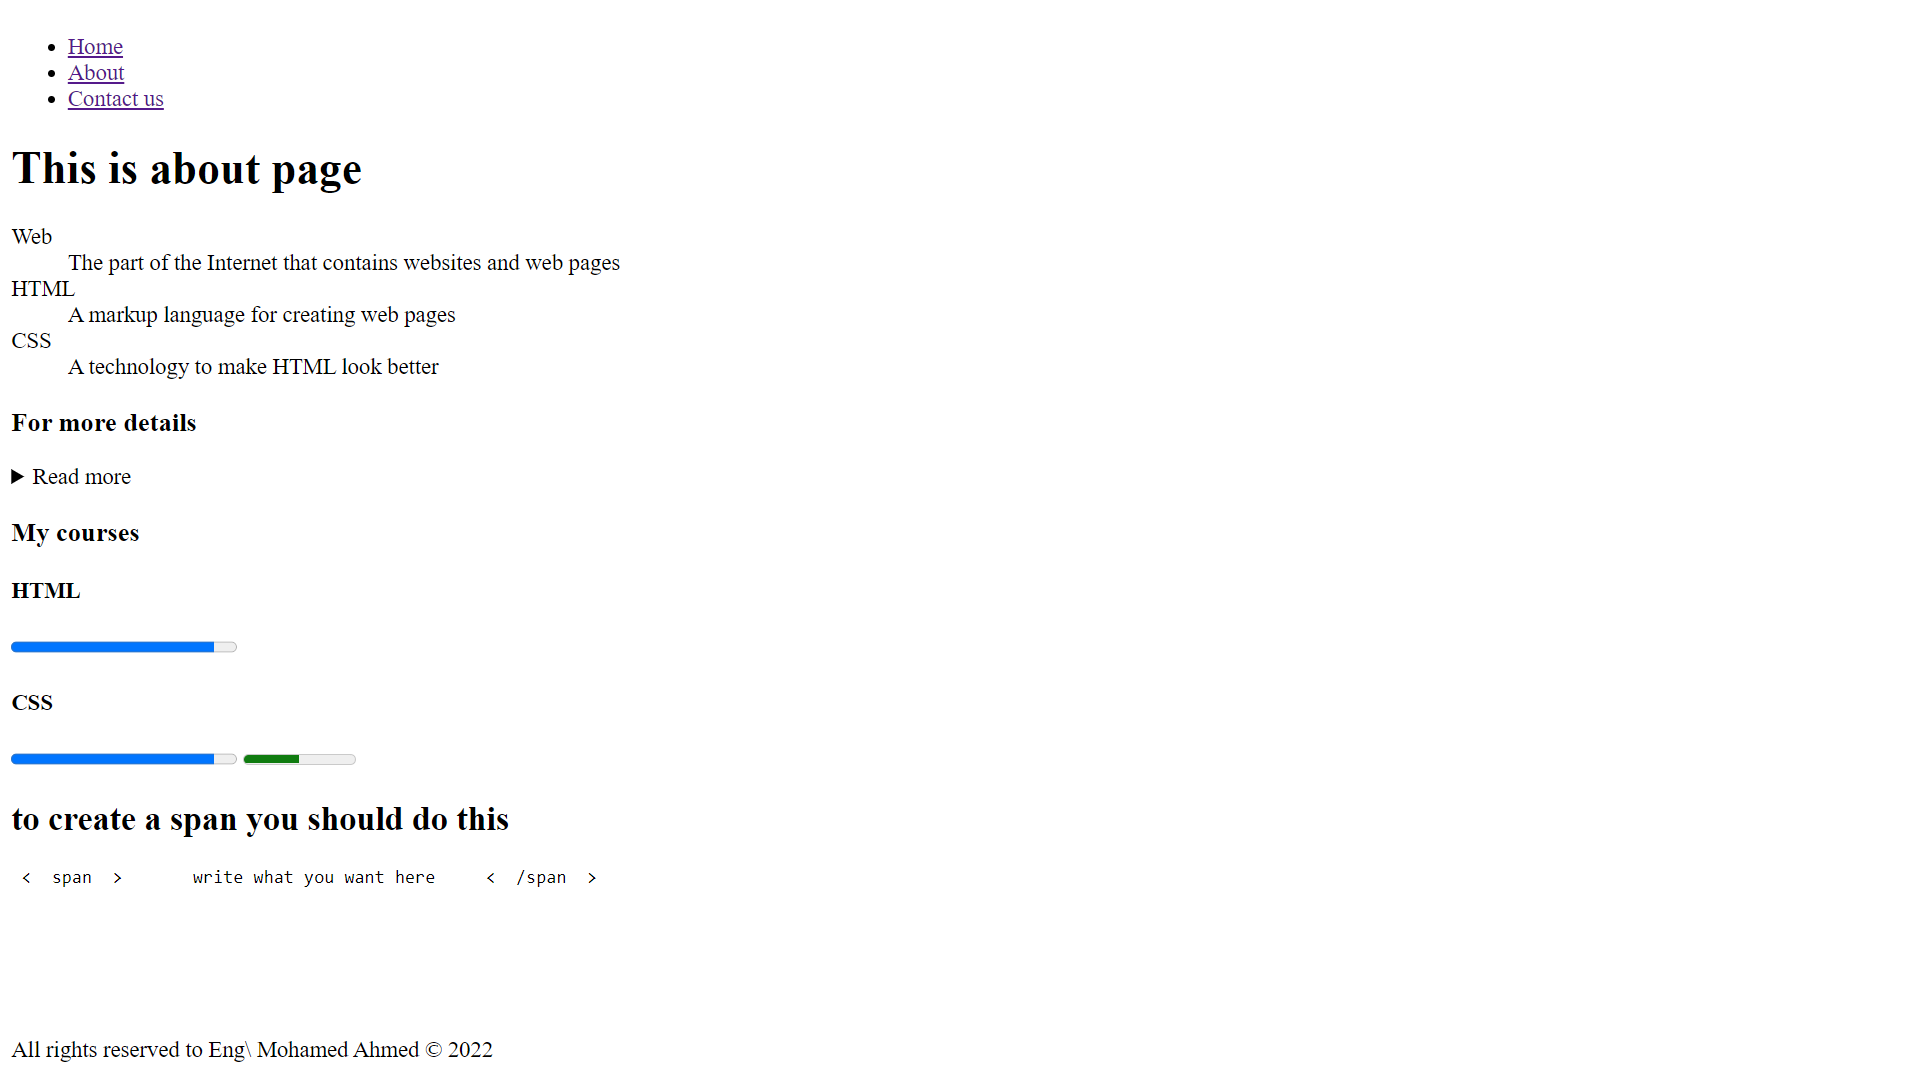 Home
About
Contact us
This is about page
Web
The part of the Internet that contains websites and web pages
HTML
A markup language for creating web pages
CSS
A technology to make HTML look better
For more details
Read more
My courses
HTML
CSS
to create a span you should do this
< span > write what you want here < /span >
All rights reserved to Eng\ Mohamed Ahmed © 2022